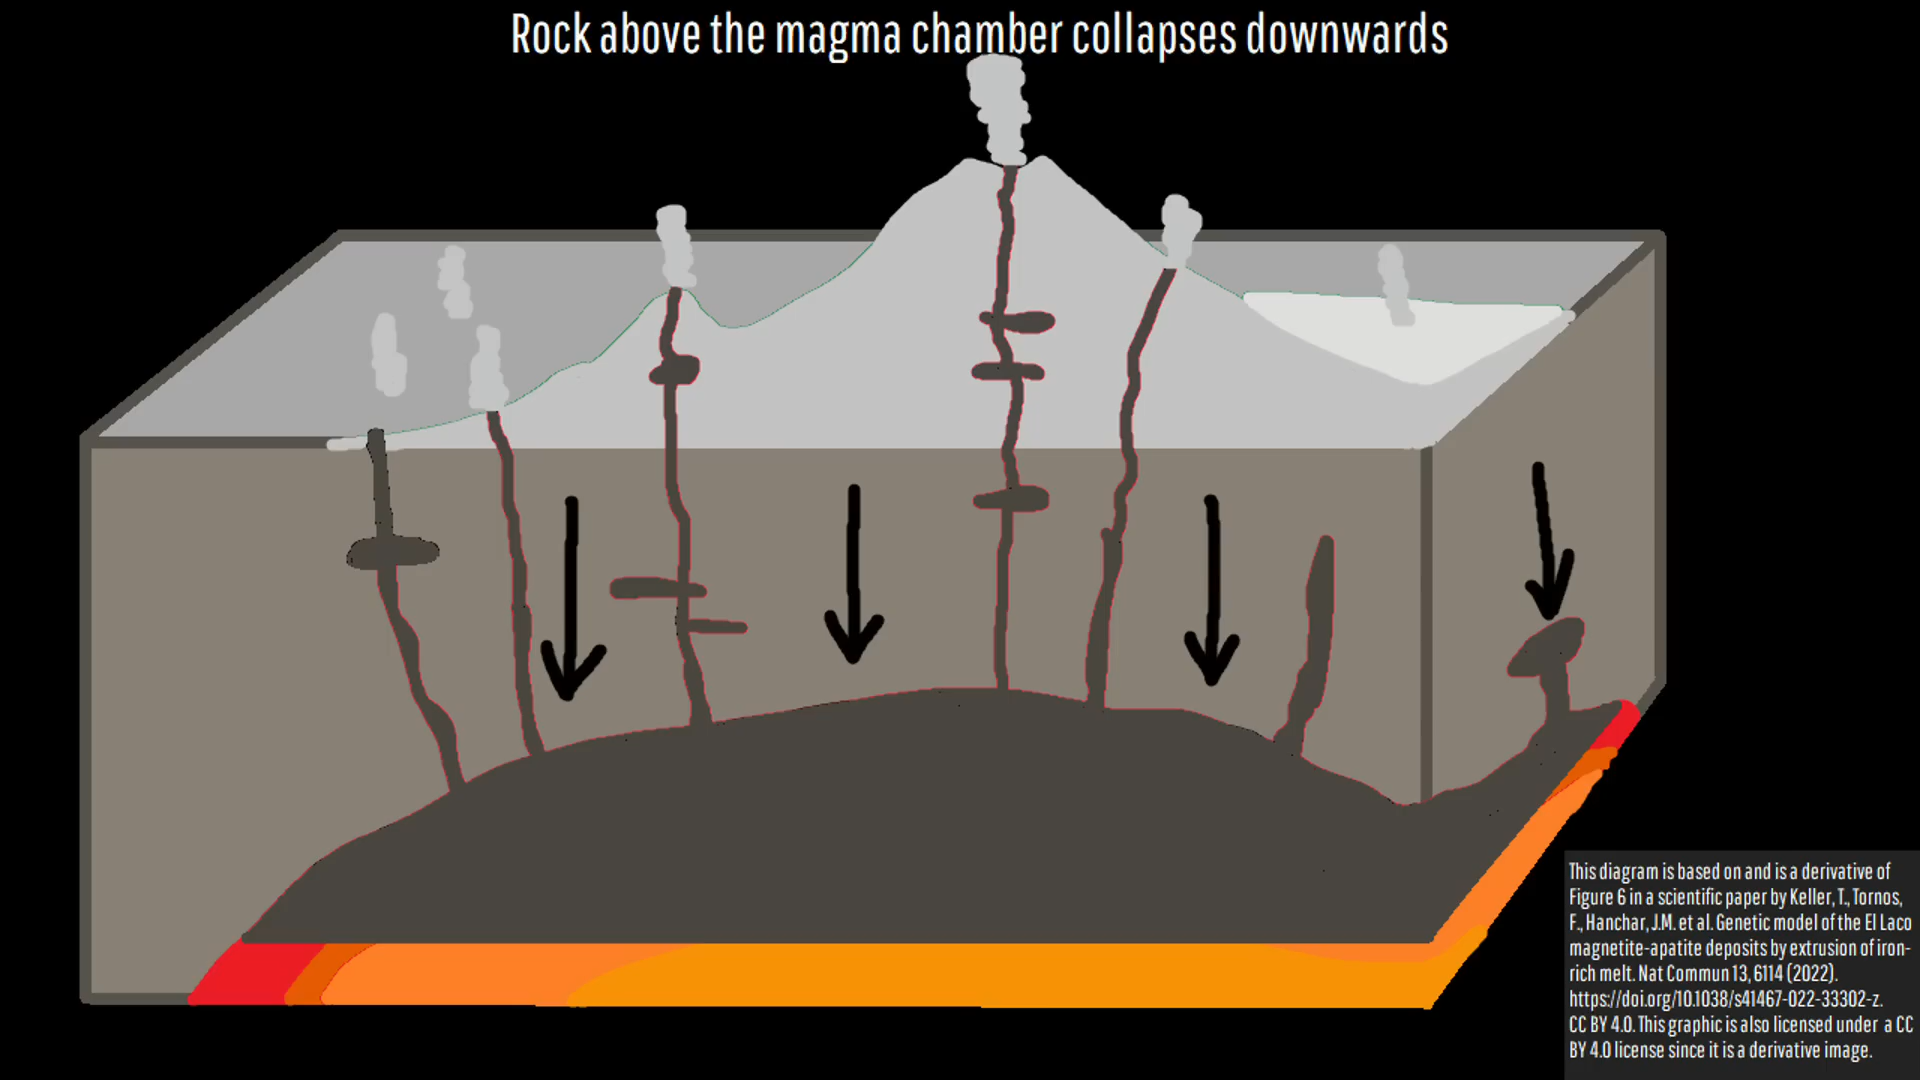 Rock above the magma chamber collapses downwards
This diagram is based on and is a derivative of
Figure 6 in a scientific paper by Keller, T., Tornos,
F., Hanchar, J.M. et al. Genetic model of the El Laco
magnetite-apatite deposits by extrusion of iron-
rich melt. Nat Commun 13, 6114 (2022).
https://doi.org/10.1038/s41467-022-33302-z.
CC BY 4.0. This graphic is also licensed under a CC
BY 4.0 license since it is a derivative image.